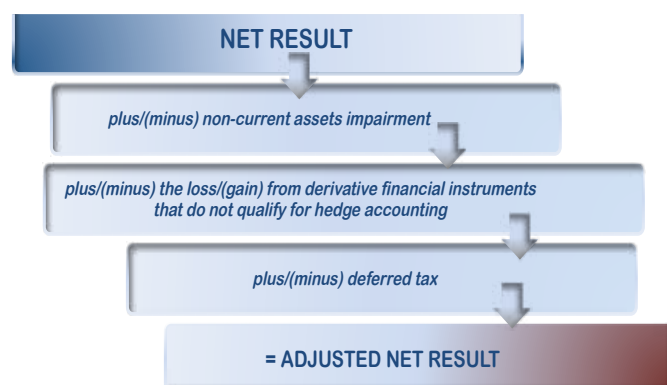 NET RESULT
plus/(minus) non-current assets impairment
plus/(minus) the loss/(gain) from derivative financial instruments
that do not qualify for hedge accounting
plus/(minus) deferred tax
= ADJUSTED NET RESULT